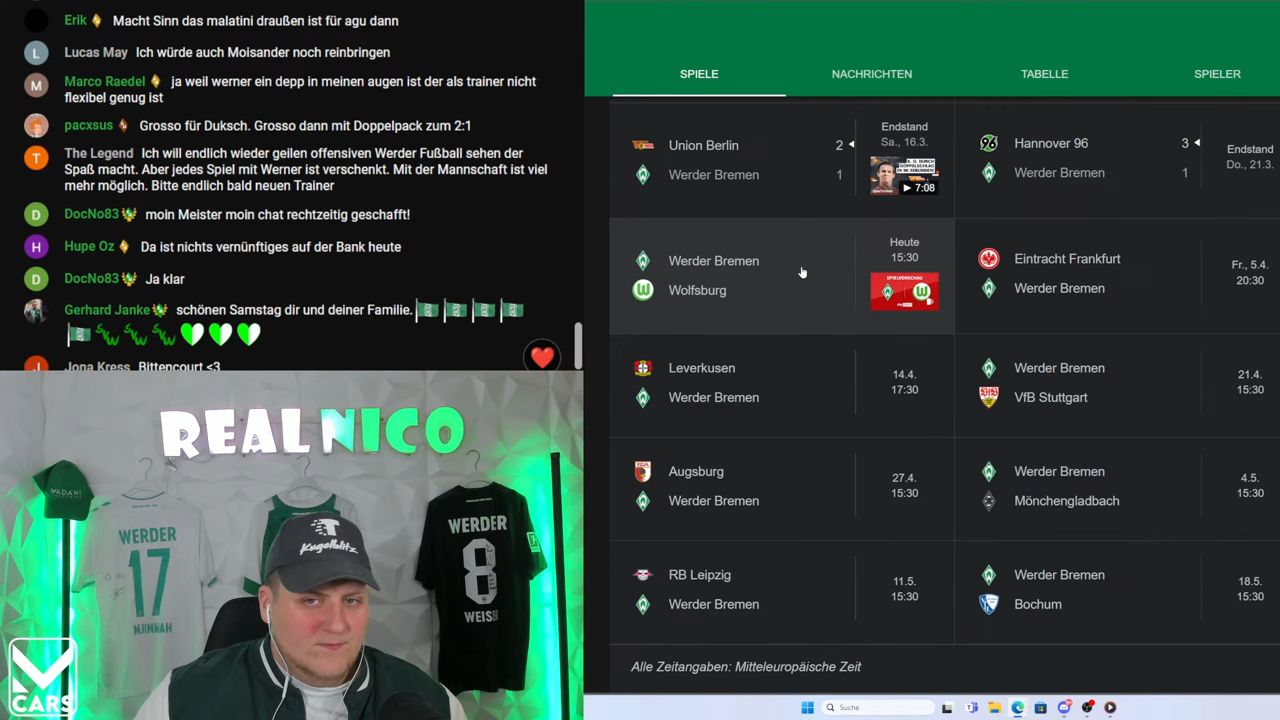 Erik Macht Sinn das malatini draußen ist für agu dann
Lucas May Ich würde auch Moisander noch reinbringen
Marco Raedel ja weil werner ein depp in meinen augen ist der als trainer nicht
flexibel genug ist
pacxsus Grosso für Duksch. Grosso dann mit Doppelpack zum 2:1
The Legend Ich will endlich wieder geilen offensiven Werder Fußball sehen der
Spaß macht. Aber jedes Stiel mit Werner ist verschenkt. Mit der Mannschaft ist viel
mehr möglich. Bitte endlich bald neuen Trainer
DocNo83 moin Meister moin chat rechtzeitig geschafft!
Hupe Oz Da ist nichts vernünftiges auf der Bank heute
DocNo83 Ja klar
Gerhard Janke schönen Samstag dir und deiner Familie.
Jona Kress Bittencourt <3
REAL NICO
WERDER
17
NJINMAH
Kugelblitz
WERDER
8
WEISER
CARS
SPIELE
NACHRICHTEN
TABELLE
SPIELER
Union Berlin 2
Werder Bremen 1
Endstand
Sa., 16.3.
7:08
Hannover 96 3
Werder Bremen 1
Endstand
Do., 21.3.
Werder Bremen
Wolfsburg
Heute
15:30
SPIELVORSCHAU
Eintracht Frankfurt
Werder Bremen
Fr., 5.4.
20:30
Leverkusen
Werder Bremen
14.4.
17:30
Werder Bremen
VfB Stuttgart
21.4.
15:30
Augsburg
Werder Bremen
27.4.
15:30
Werder Bremen
Mönchengladbach
4.5.
15:30
RB Leipzig
Werder Bremen
11.5.
15:30
Werder Bremen
Bochum
18.5.
15:30
Alle Zeitangaben: Mitteleuropäische Zeit
Suche